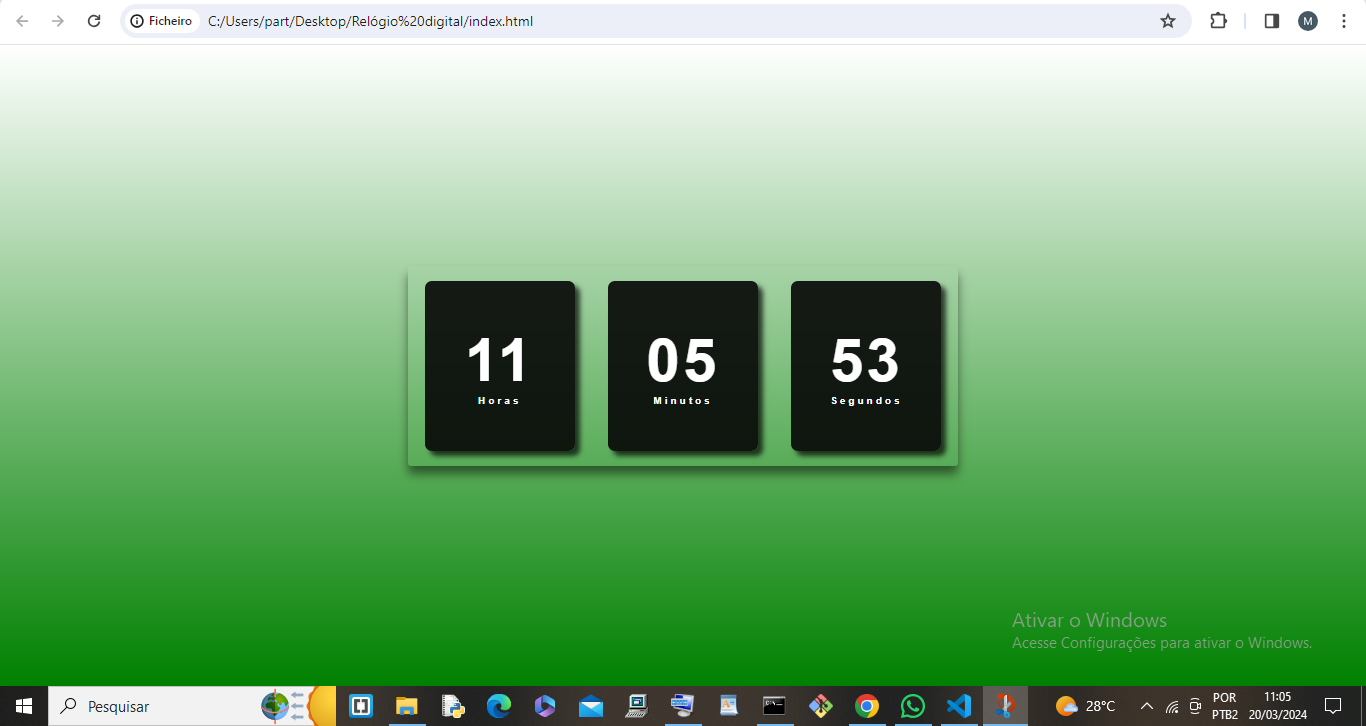 Ficheiro
C:/Users/part/Desktop/Relógio%20digital/index.html
M
11 05 53
Horas Minutos Segundos
Ativar o Windows
Acesse Configurações para ativar o Windows.
Pesquisar
28°C
POR
PTB2
11:05
20/03/2024